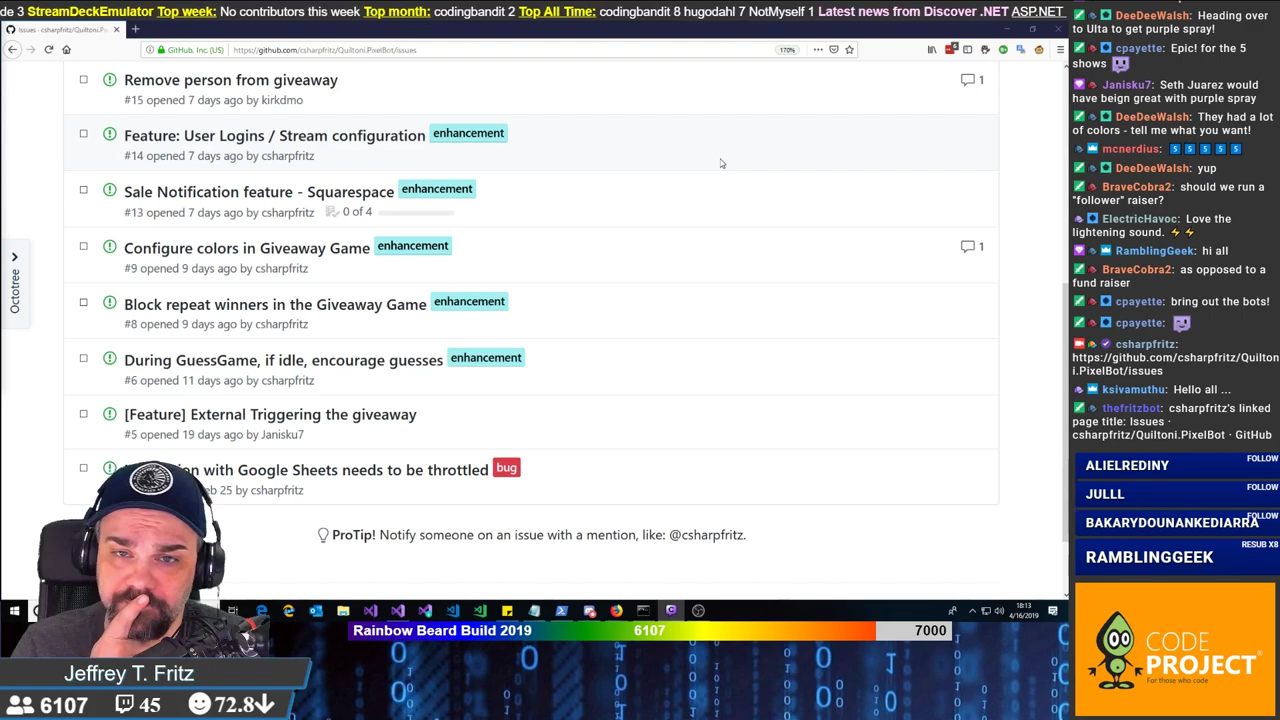 de 3 StreamDeckEmulator Top week: No contributors this week Top month: codingbandit 2 Top All Time: codingbandit 8 hugdahl 7 NotMyself 1 Latest news from Discover .NET ASP.NET
Issues · csharpfritz/Quiltoni.P
GitHub, Inc. (US)
https://github.com/csharpfritz/Quiltoni.PixelBot/issues
170%
Octotree
Remove person from giveaway
1
#15 opened 7 days ago by kirkdmo
Feature: User Logins / Stream configuration enhancement
#14 opened 7 days ago by csharpfritz
Sale Notification feature - Squarespace enhancement
#13 opened 7 days ago by csharpfritz 0 of 4
Configure colors in Giveaway Game enhancement
1
#9 opened 9 days ago by csharpfritz
Block repeat winners in the Giveaway Game enhancement
#8 opened 9 days ago by csharpfritz
During GuessGame, if idle, encourage guesses enhancement
#6 opened 11 days ago by csharpfritz
[Feature] External Triggering the giveaway
#5 opened 19 days ago by Janisku7
with Google Sheets needs to be throttled bug
25 by csharpfritz
ProTip! Notify someone on an issue with a mention, like: @csharpfritz.
18:13
4/16/2019
DeeDeeWalsh: Heading over
to Ulta to get purple spray!
cpayette: Epic! for the 5
shows
Janisku7: Seth Juarez would
have beign great with purple spray
DeeDeeWalsh: They had a lot
of colors - tell me what you want!
mcnerdius: 5 5 5 5 5
DeeDeeWalsh: yup
BraveCobra2: should we run a
"follower" raiser?
ElectricHavoc: Love the
lightening sound.
RamblingGeek: hi all
BraveCobra2: as opposed to a
fund raiser
cpayette: bring out the bots!
cpayette:
csharpfritz:
https://github.com/csharpfritz/Quilton
i.PixelBot/issues
ksivamuthu: Hello all ...
thefritzbot: csharpfritz's linked
page title: Issues ·
csharpfritz/Quiltoni.PixelBot · GitHub
FOLLOW
ALIELREDINY
FOLLOW
JULLL
FOLLOW
BAKARYDOUNANKEDIARRA
RESUB X8
RAMBLINGGEEK
CODE
PROJECT
For those who code
Rainbow Beard Build 2019 6107 7000
Jeffrey T. Fritz
6107 45 72.8